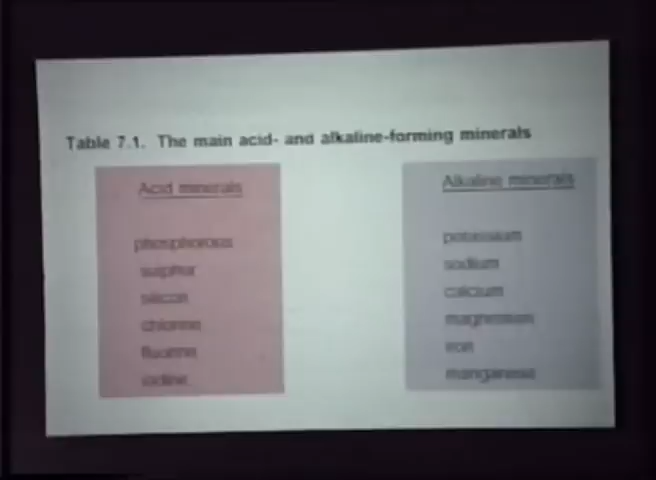 Table 7.1. The main acid- and alkaline-forming minerals
Acid minerals
phosphorous
sulphur
silicon
chlorine
fluorine
iodine
Alkaline minerals
potassium
sodium
calcium
magnesium
iron
manganese